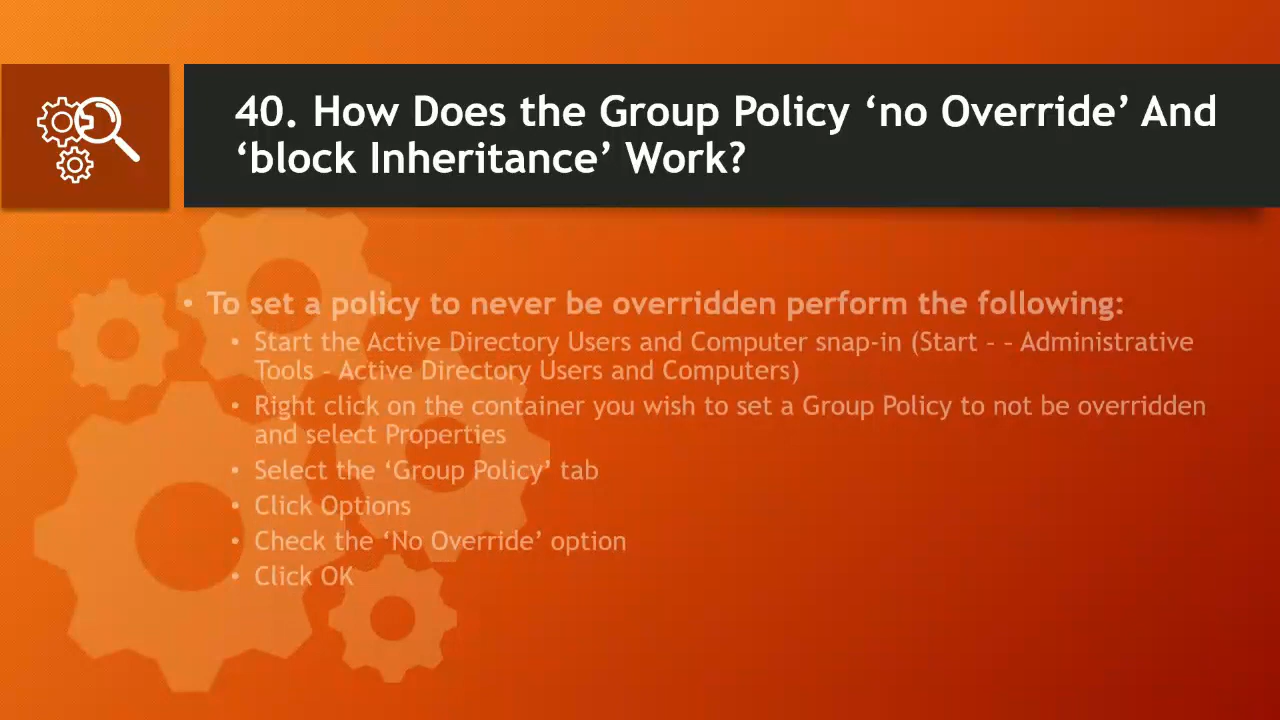 40. How Does the Group Policy ‘no Override’ And
‘block Inheritance’ Work?
• To set a policy to never be overridden perform the following:
• Start the Active Directory Users and Computer snap-in (Start - - Administrative
Tools - Active Directory Users and Computers)
• Right click on the container you wish to set a Group Policy to not be overridden
and select Properties
• Select the ‘Group Policy’ tab
• Click Options
• Check the ‘No Override’ option
• Click OK